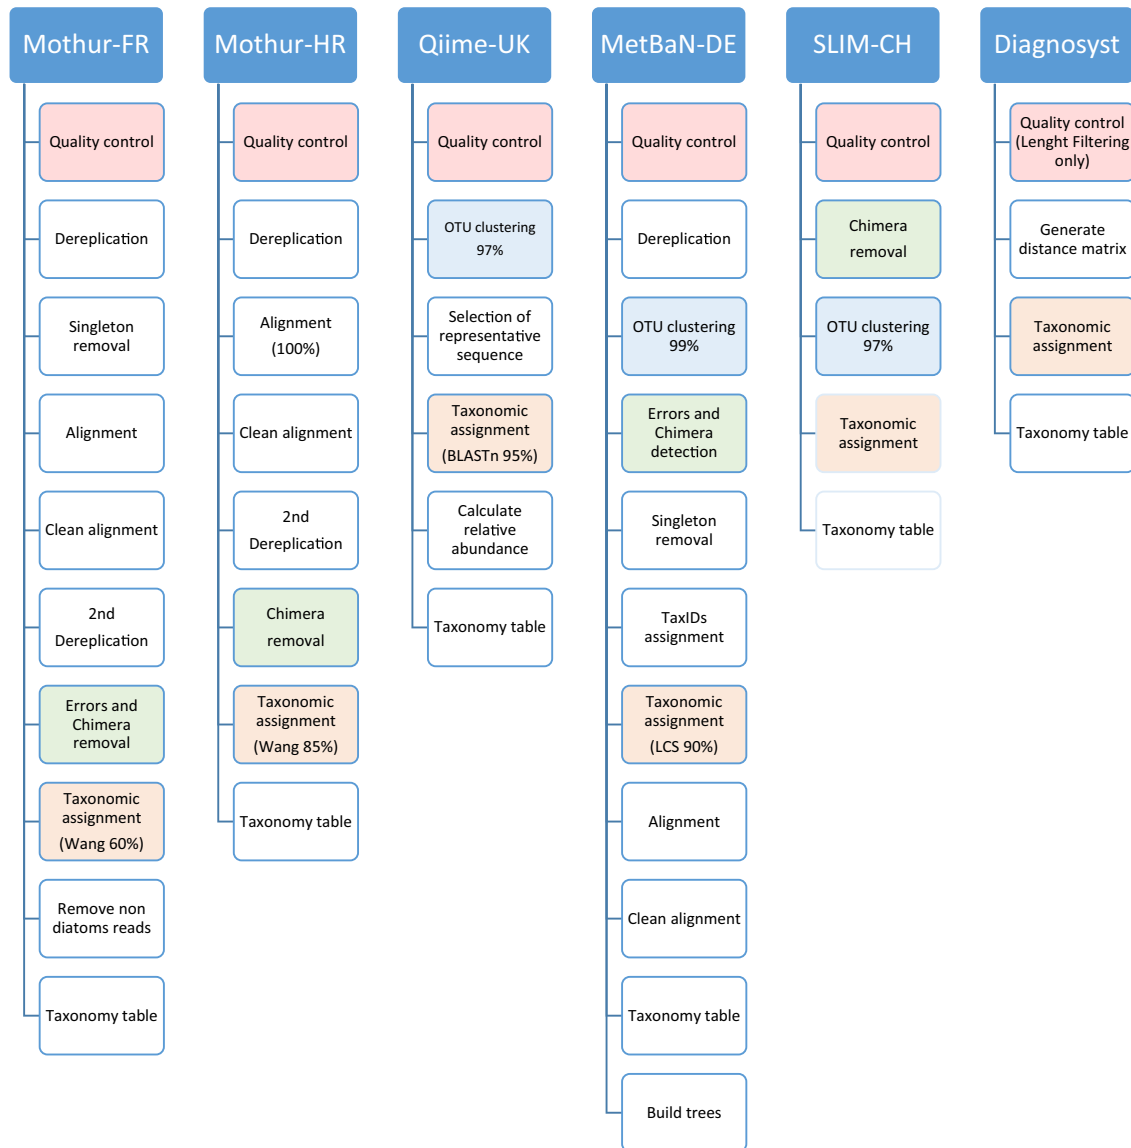 Mothur-FR
Quality control
Dereplication
Singleton
removal
Alignment
Clean alignment
2nd
Dereplication
Errors and
Chimera
removal
Taxonomic
assignment
(Wang 60%)
Remove non
diatoms reads
Taxonomy table
Mothur-HR
Quality control
Dereplication
Alignment
(100%)
Clean alignment
2nd
Dereplication
Chimera
removal
Taxonomic
assignment
(Wang 85%)
Taxonomy table
Qiime-UK
Quality control
OTU clustering
97%
Selection of
representative
sequence
Taxonomic
assignment
(BLASTn 95%)
Calculate
relative
abundance
Taxonomy table
MetBaN-DE
Quality control
Dereplication
OTU clustering
99%
Errors and
Chimera
detection
Singleton
removal
TaxIDs
assignment
Taxonomic
assignment
(LCS 90%)
Alignment
Clean alignment
Taxonomy table
Build trees
SLIM-CH
Quality control
Chimera
removal
OTU clustering
97%
Taxonomic
assignment
Taxonomy table
Diagnosyst
Quality control
(Lenght Filtering
only)
Generate
distance matrix
Taxonomic
assignment
Taxonomy table